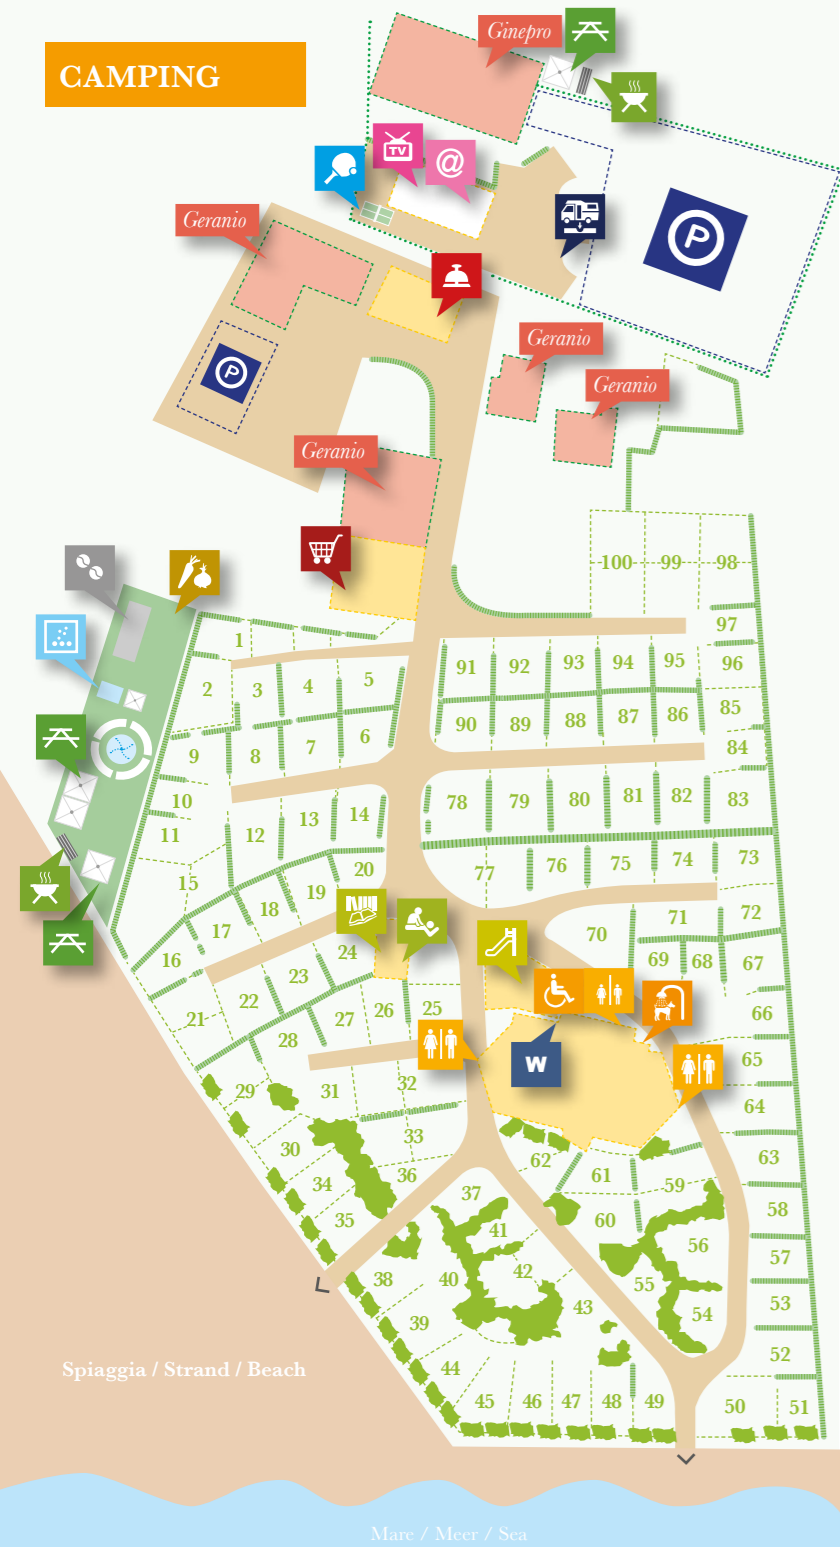 CAMPING
Ginepro
TV
@
Geranio
P
Geranio
P
Geranio
Geranio
100 99 98
97
1
91 92 93 94 95 96
2 3 4 5
90 89 88 87 86 85
6
84
9 8 7
10
78 79 80 81 82 83
11 12 13 14
77 76 75 74 73
20
15 19
18
17
71 72
70
16
24
69 68 67
23
22
21 27 26 25
66
28
W
65
29 31 32
64
33
30
62 63
61
36
34
59
37
35
60 58
41
56
38 40 42
57
55
43
53
54
39
52
44
45 46 47 48 49 50 51
Spiaggia / Strand / Beach
Mare / Meer / Sea